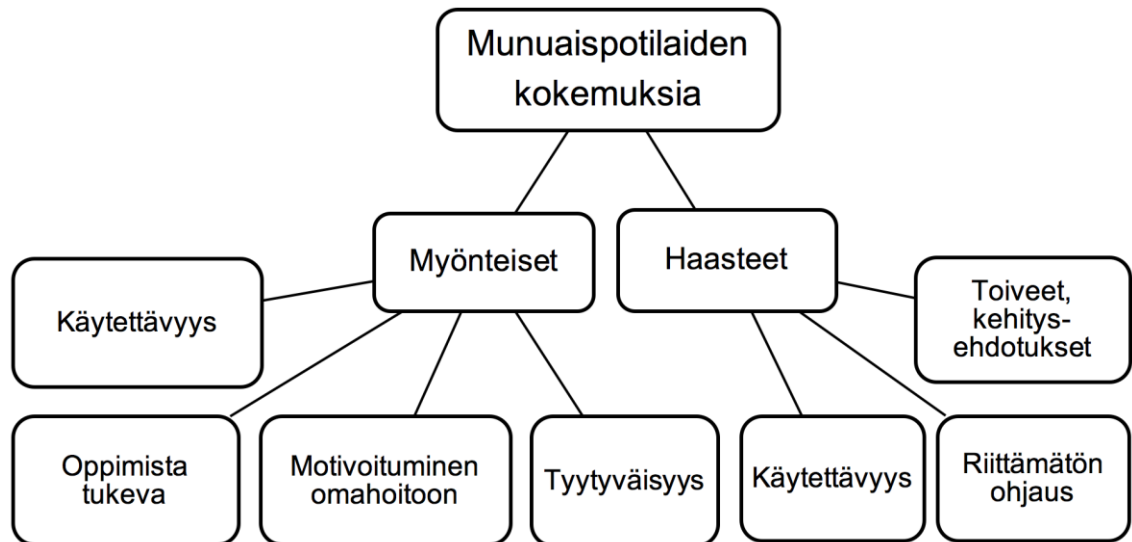 Munuaispotilaiden
kokemuksia
Myönteiset
Haasteet
Käytettävyys
Toiveet,
kehitys-
ehdotukset
Oppimista
tukeva
Motivoituminen
omahoitoon
Tyytyväisyys
Käytettävyys
Riittämätön
ohjaus